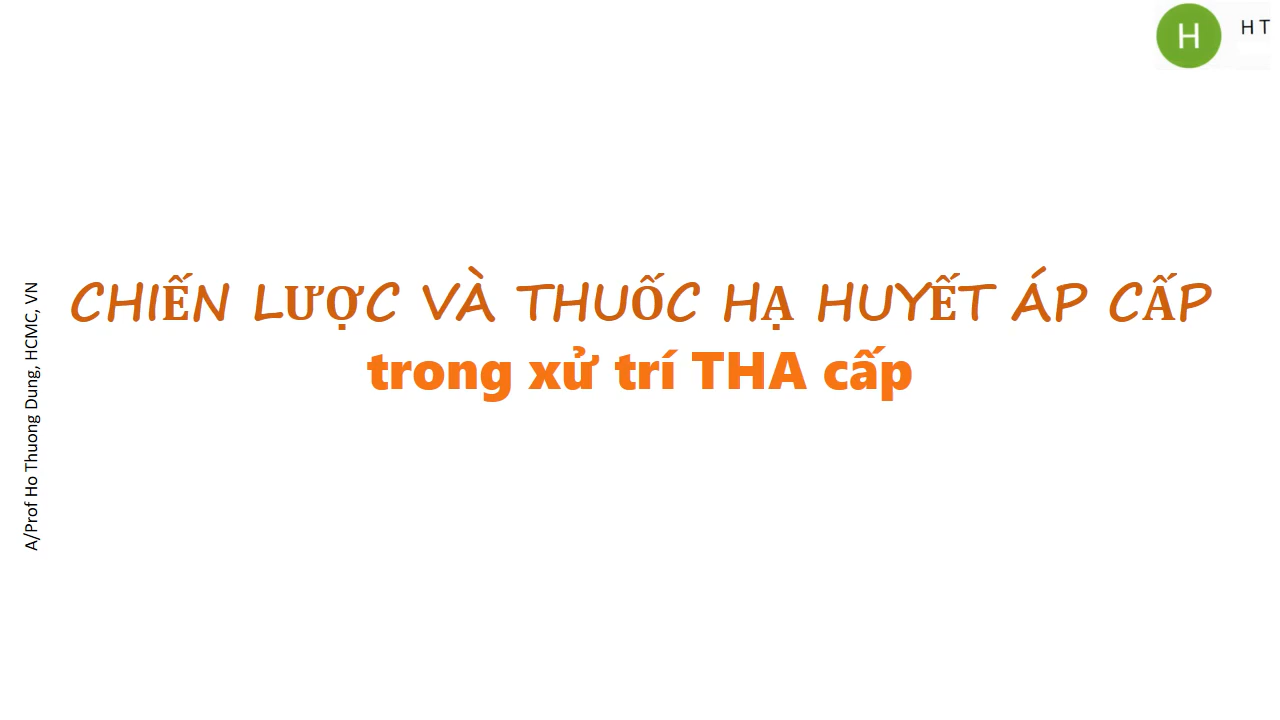 H
H T
CHIẾN LƯỢC VÀ THUỐC HẠ HUYẾT ÁP CẤP
trong xử trí THA cấp
A/Prof Ho Thuong Dung, HCMC, VN